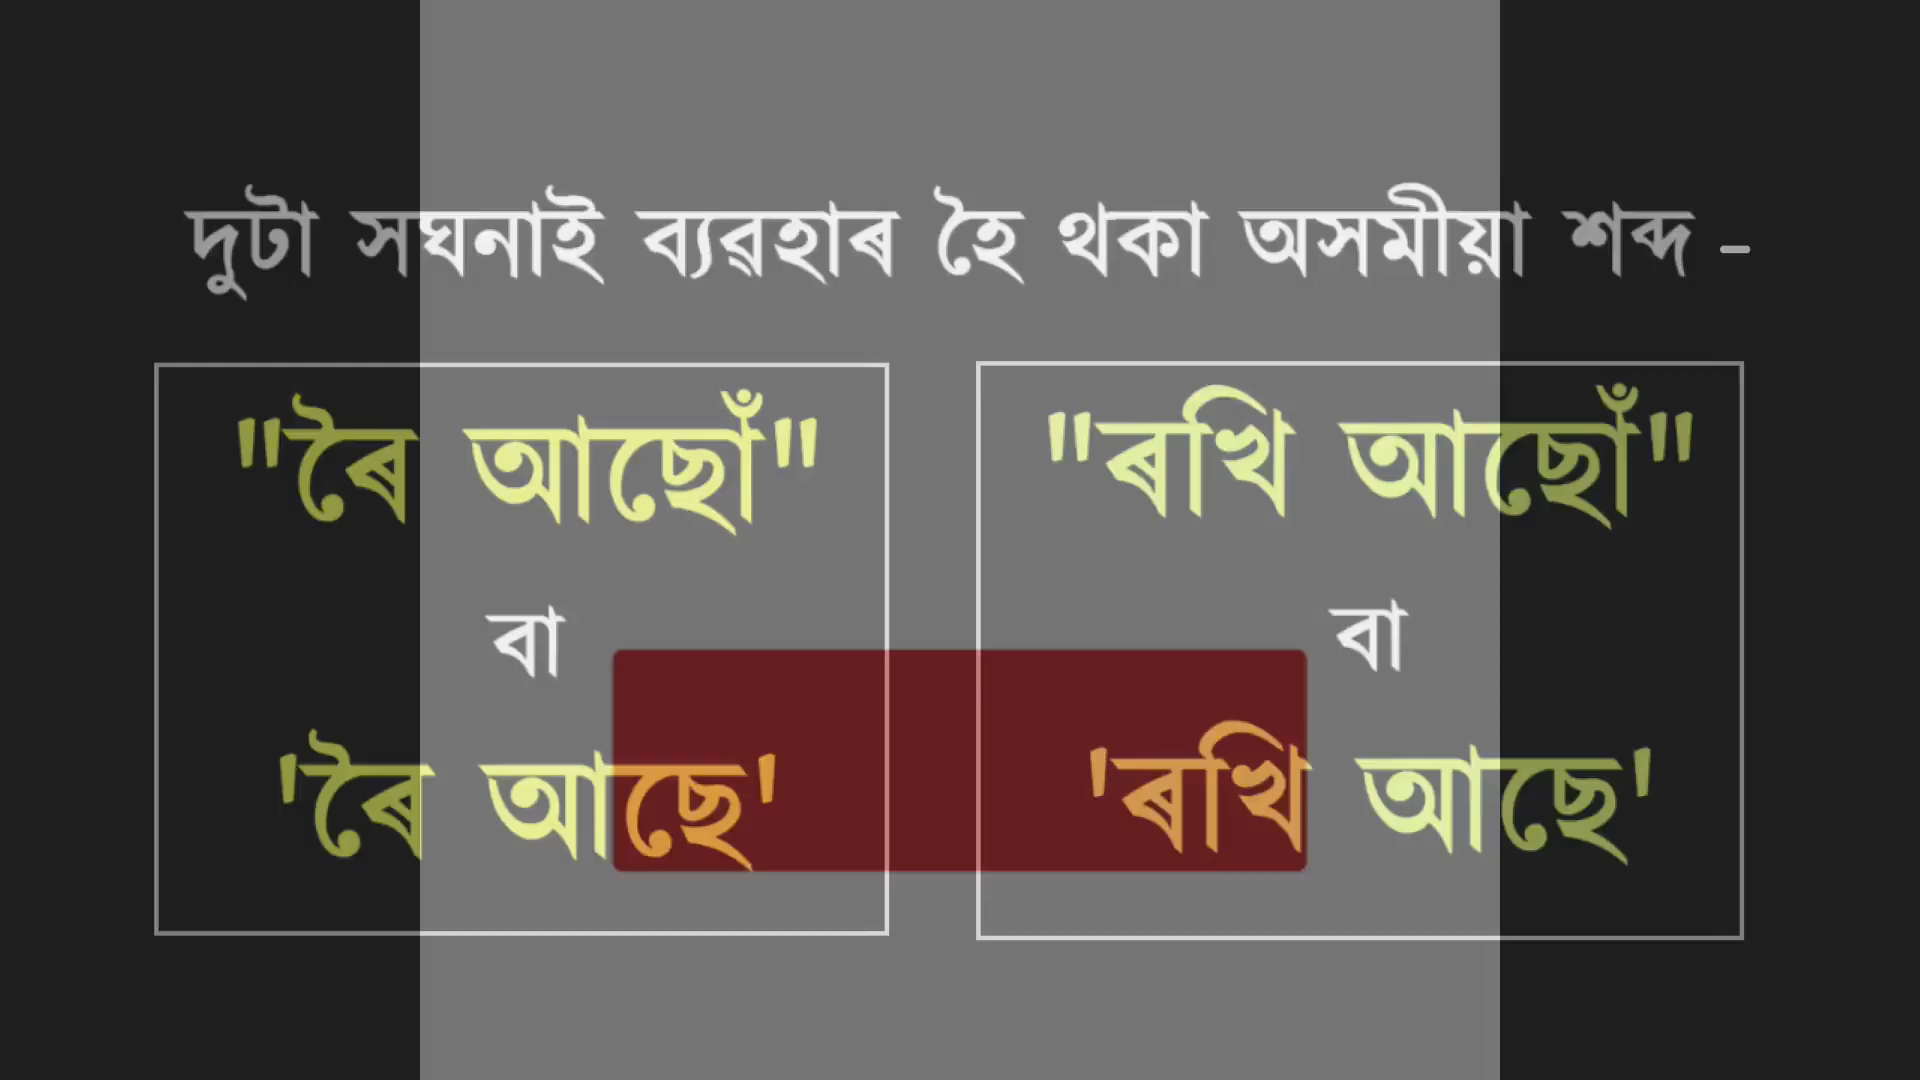 দুটা সঘনাই ব্যৱহাৰ হৈ থকা অসমীয়া শব্দ –
"ৰৈ আছোঁ"
বা
'ৰৈ আছে'
"ৰখি আছোঁ"
বা
'ৰখি আছে'